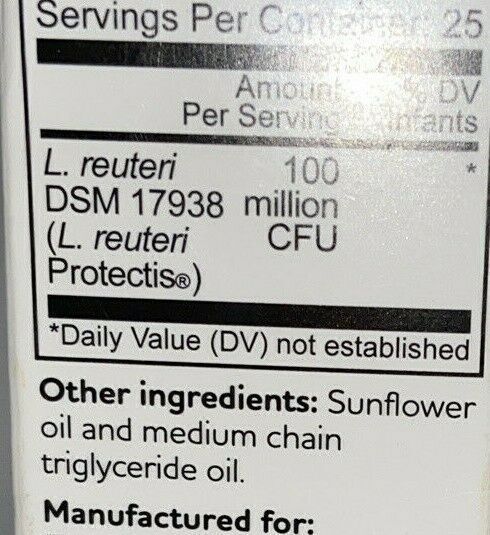 Servings Per Container: 25
Amount % DV
Per Serving Infants
L. reuteri 100 *
DSM 17938 million
(L. reuteri CFU
Protectis®)
*Daily Value (DV) not established
Other ingredients: Sunflower
oil and medium chain
triglyceride oil.
Manufactured for: